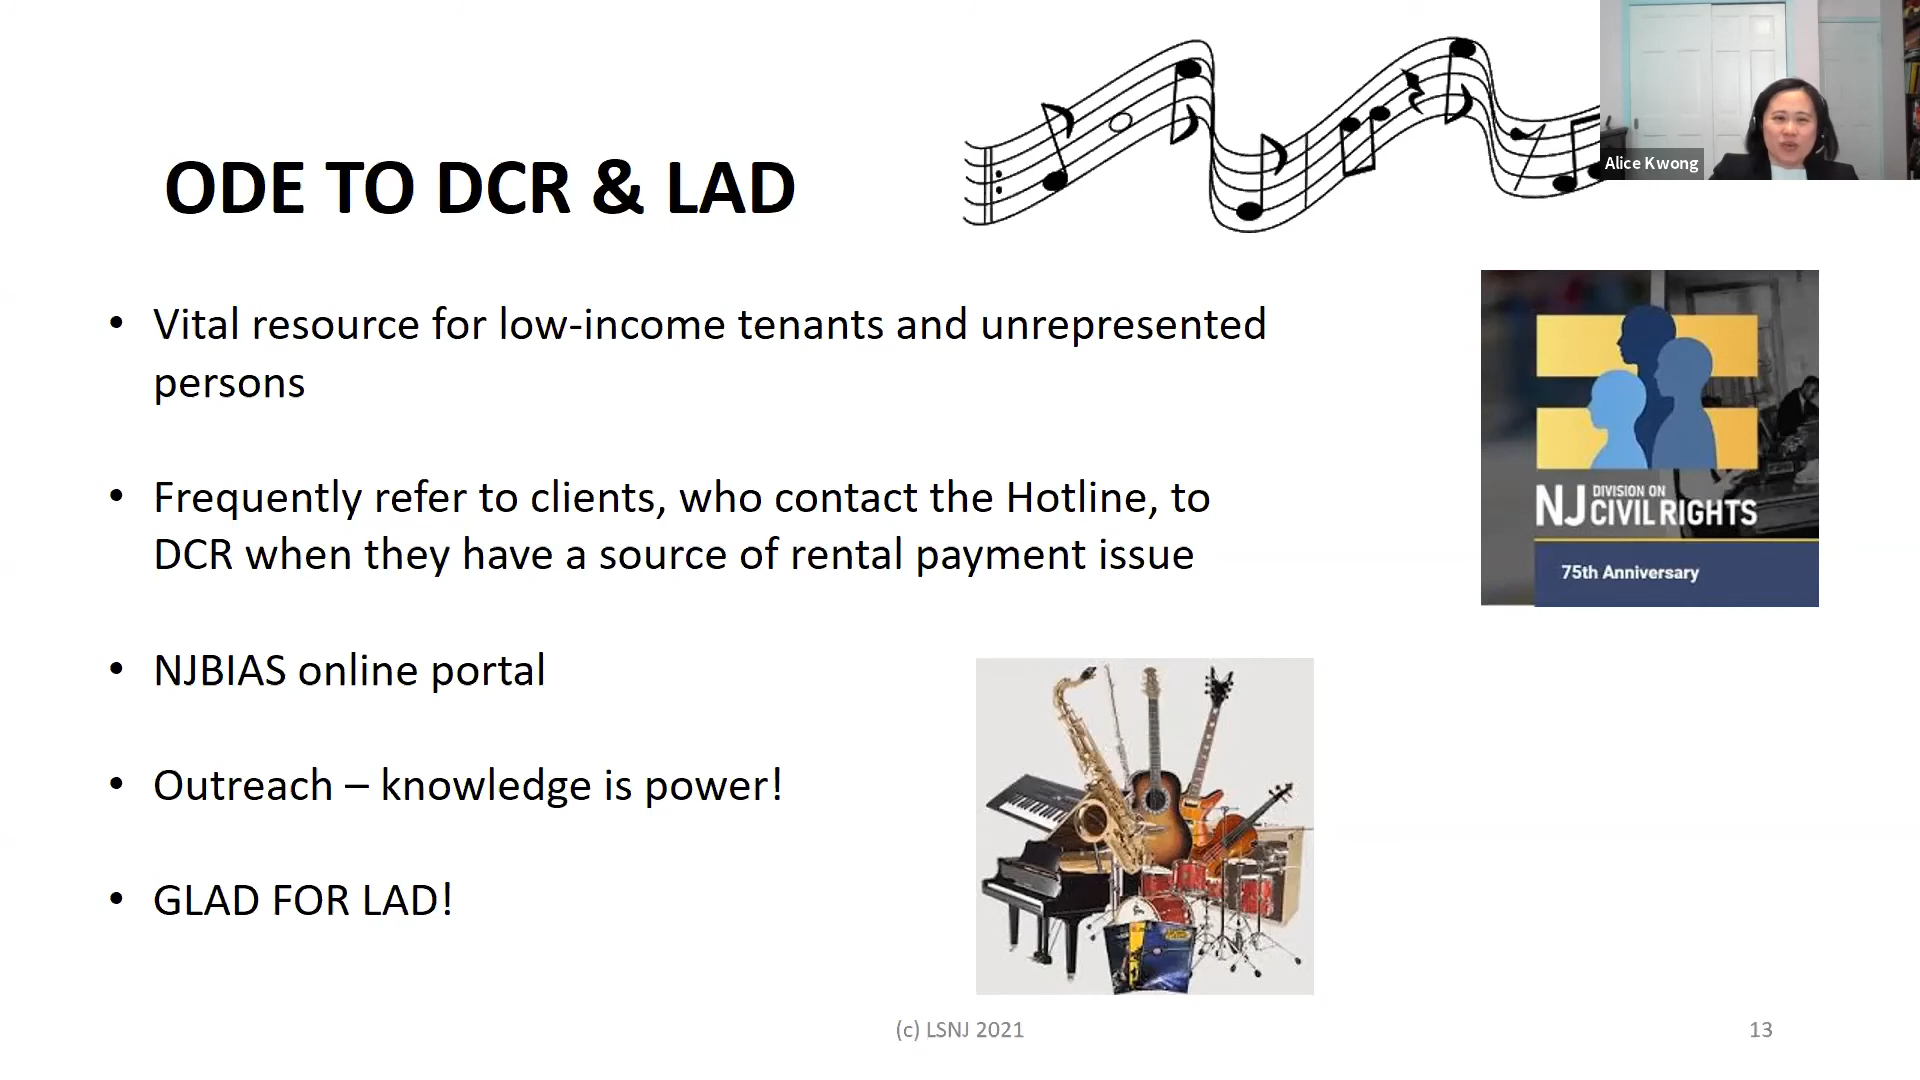 Alice Kwong
ODE TO DCR & LAD
• Vital resource for low-income tenants and unrepresented
persons
• Frequently refer to clients, who contact the Hotline, to
DCR when they have a source of rental payment issue
• NJBIAS online portal
• Outreach – knowledge is power!
• GLAD FOR LAD!
NJ DIVISION ON
CIVIL RIGHTS
75th Anniversary
(c) LSNJ 2021
13